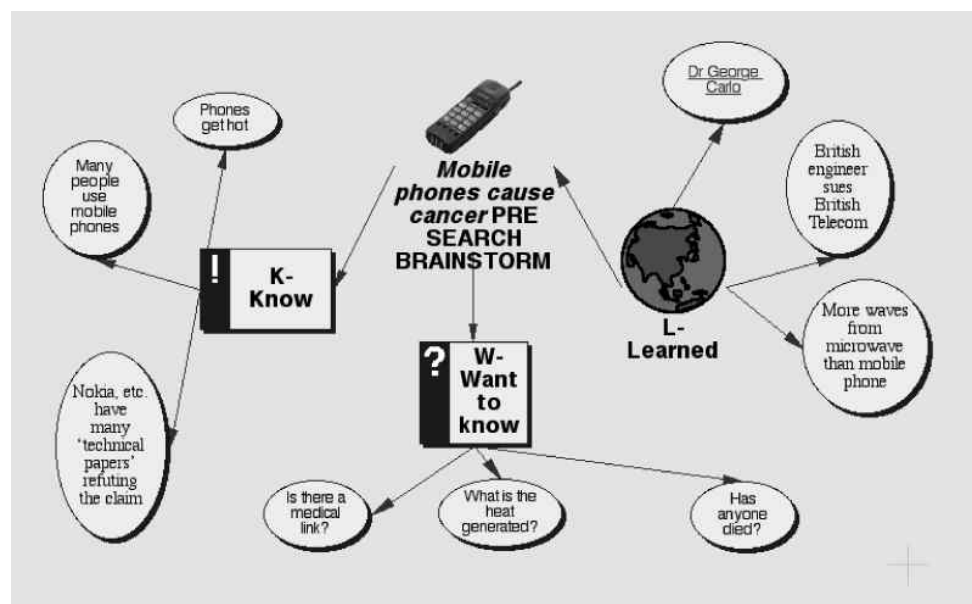 Dr George
Carlo
Phones
get hot
Many
people
use
mobile
phones
Mobile
phones cause
cancer PRE
SEARCH
BRAINSTORM
British
engineer
sues
British
Telecom
!
K-
Know
L-
Learned
More waves
from
microwave
than mobile
phone
?
W-
Want
to
know
Nokia, etc.
have
many
‘technical
papers’
refuting
the claim
Is there a
medical
link?
What is the
heat
generated?
Has
anyone
died?